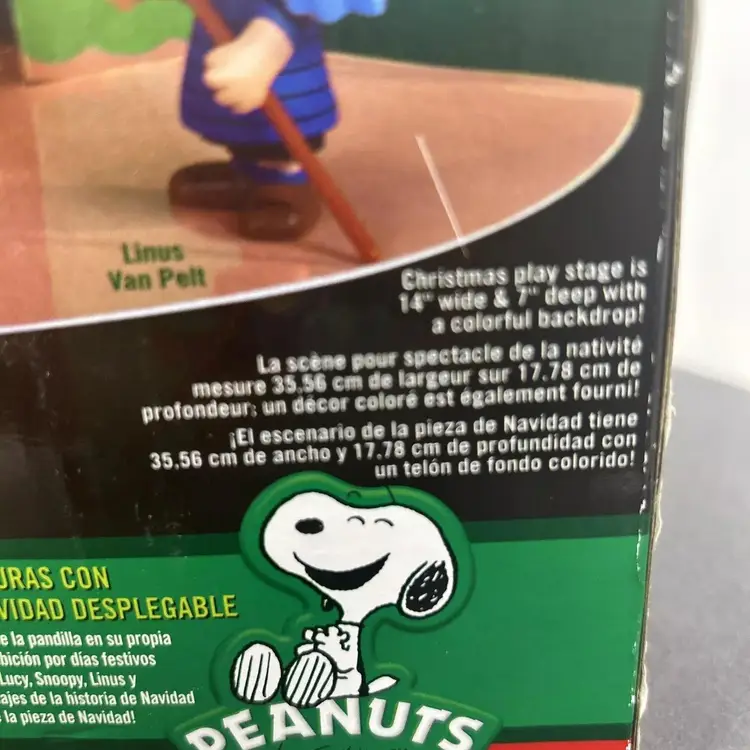 Linus
Van Pelt
Christmas play stage is
14" wide & 7" deep with
a colorful backdrop!
La scène pour spectacle de la nativité
mesure 35.56 cm de largeur sur 17.78 cm de
profondeur; un décor coloré est également fourni!
¡El escenario de la pieza de Navidad tiene
35.56 cm de ancho y 17.78 cm de profundidad con
un telón de fondo colorido!
URAS CON
VIDAD DESPLEGABLE
e la pandilla en su propia
bición por días festivos
Lucy, Snoopy, Linus y
ajes de la historia de Navidad
la pieza de Navidad!
PEANUTS